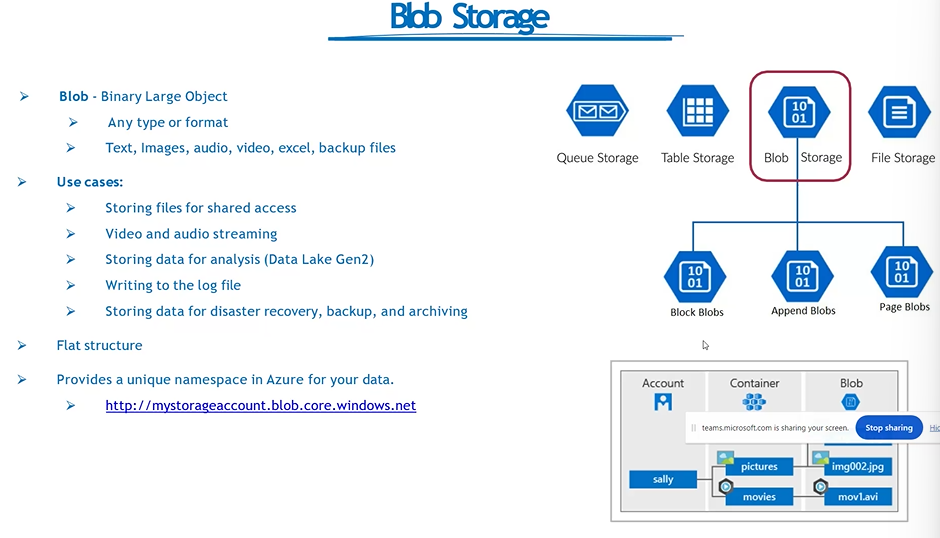 Blob Storage
Blob - Binary Large Object
Any type or format
Text, Images, audio, video, excel, backup files
Use cases:
Storing files for shared access
Video and audio streaming
Storing data for analysis (Data Lake Gen2)
Writing to the log file
Storing data for disaster recovery, backup, and archiving
Flat structure
Provides a unique namespace in Azure for your data.
http://mystorageaccount.blob.core.windows.net
Queue Storage
Table Storage
10
01
Blob Storage
File Storage
10
01
Block Blobs
10
01
Append Blobs
10
01
Page Blobs
Account
Container
Blob
teams.microsoft.com is sharing your screen.
Stop sharing
sally
pictures
img002.jpg
movies
mov1.avi